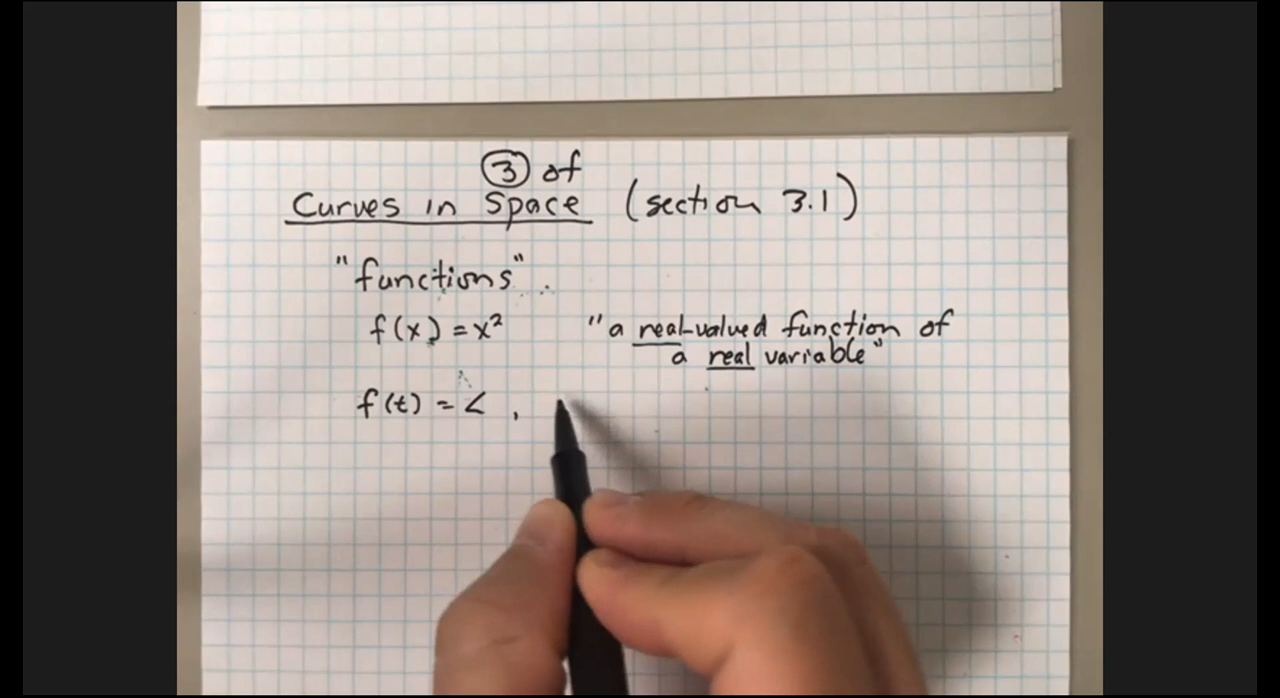 ③ of
Curves in Space (section 3.1)
"functions".
f(x) = x² "a real-valued function of
a real variable"
f(t) = < ,